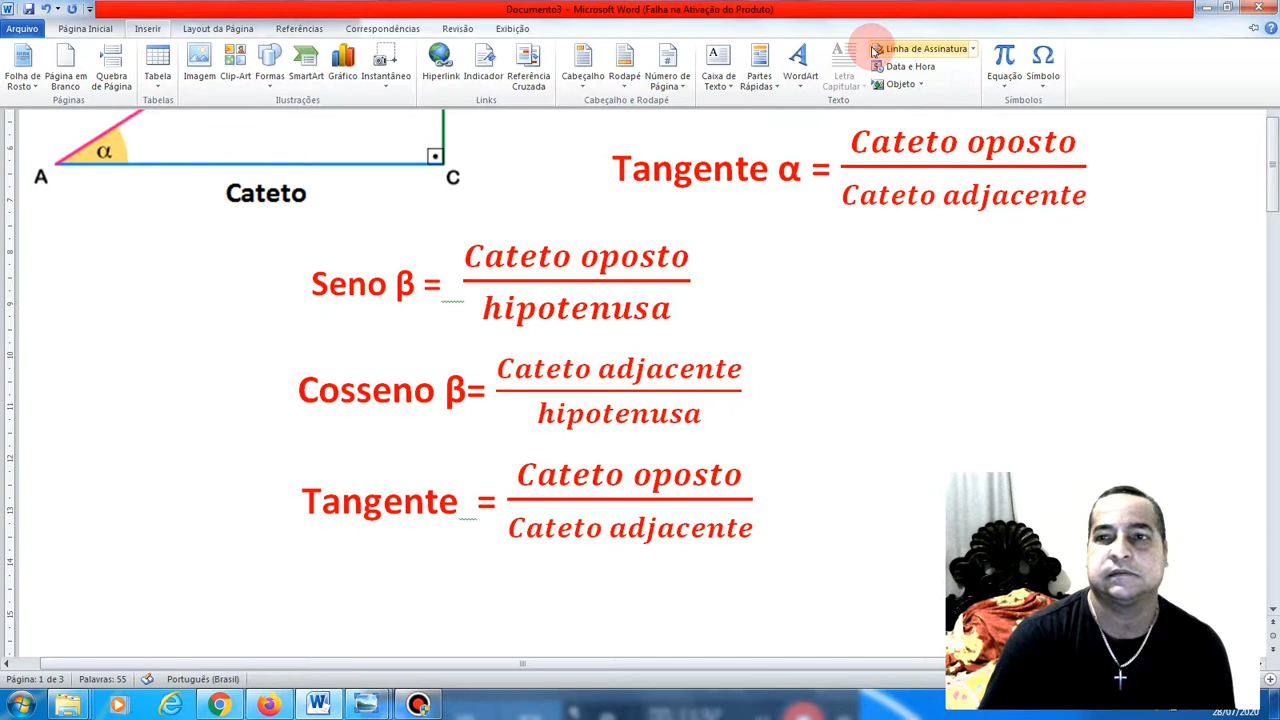 Documento3 - Microsoft Word (Falha na Ativação do Produto)
Arquivo Página Inicial Inserir Layout da Página Referências Correspondências Revisão Exibição
Folha de Rosto Página em Branco Quebra de Página Tabela Imagem Clip-Art Formas SmartArt Gráfico Instantâneo Hiperlink Indicador Referência Cruzada Cabeçalho Rodapé Número de Página Caixa de Texto Partes Rápidas WordArt Letra Capitular Linha de Assinatura Equação Símbolo
Data e Hora
Objeto
Páginas Tabelas Ilustrações Links Cabeçalho e Rodapé Texto Símbolos
α
A C
Cateto
Tangente α = Cateto oposto
Cateto adjacente
Seno β = Cateto oposto
hipotenusa
Cosseno β= Cateto adjacente
hipotenusa
Tangente = Cateto oposto
Cateto adjacente
Página: 1 de 3 Palavras: 55 Português (Brasil)
28/07/2020